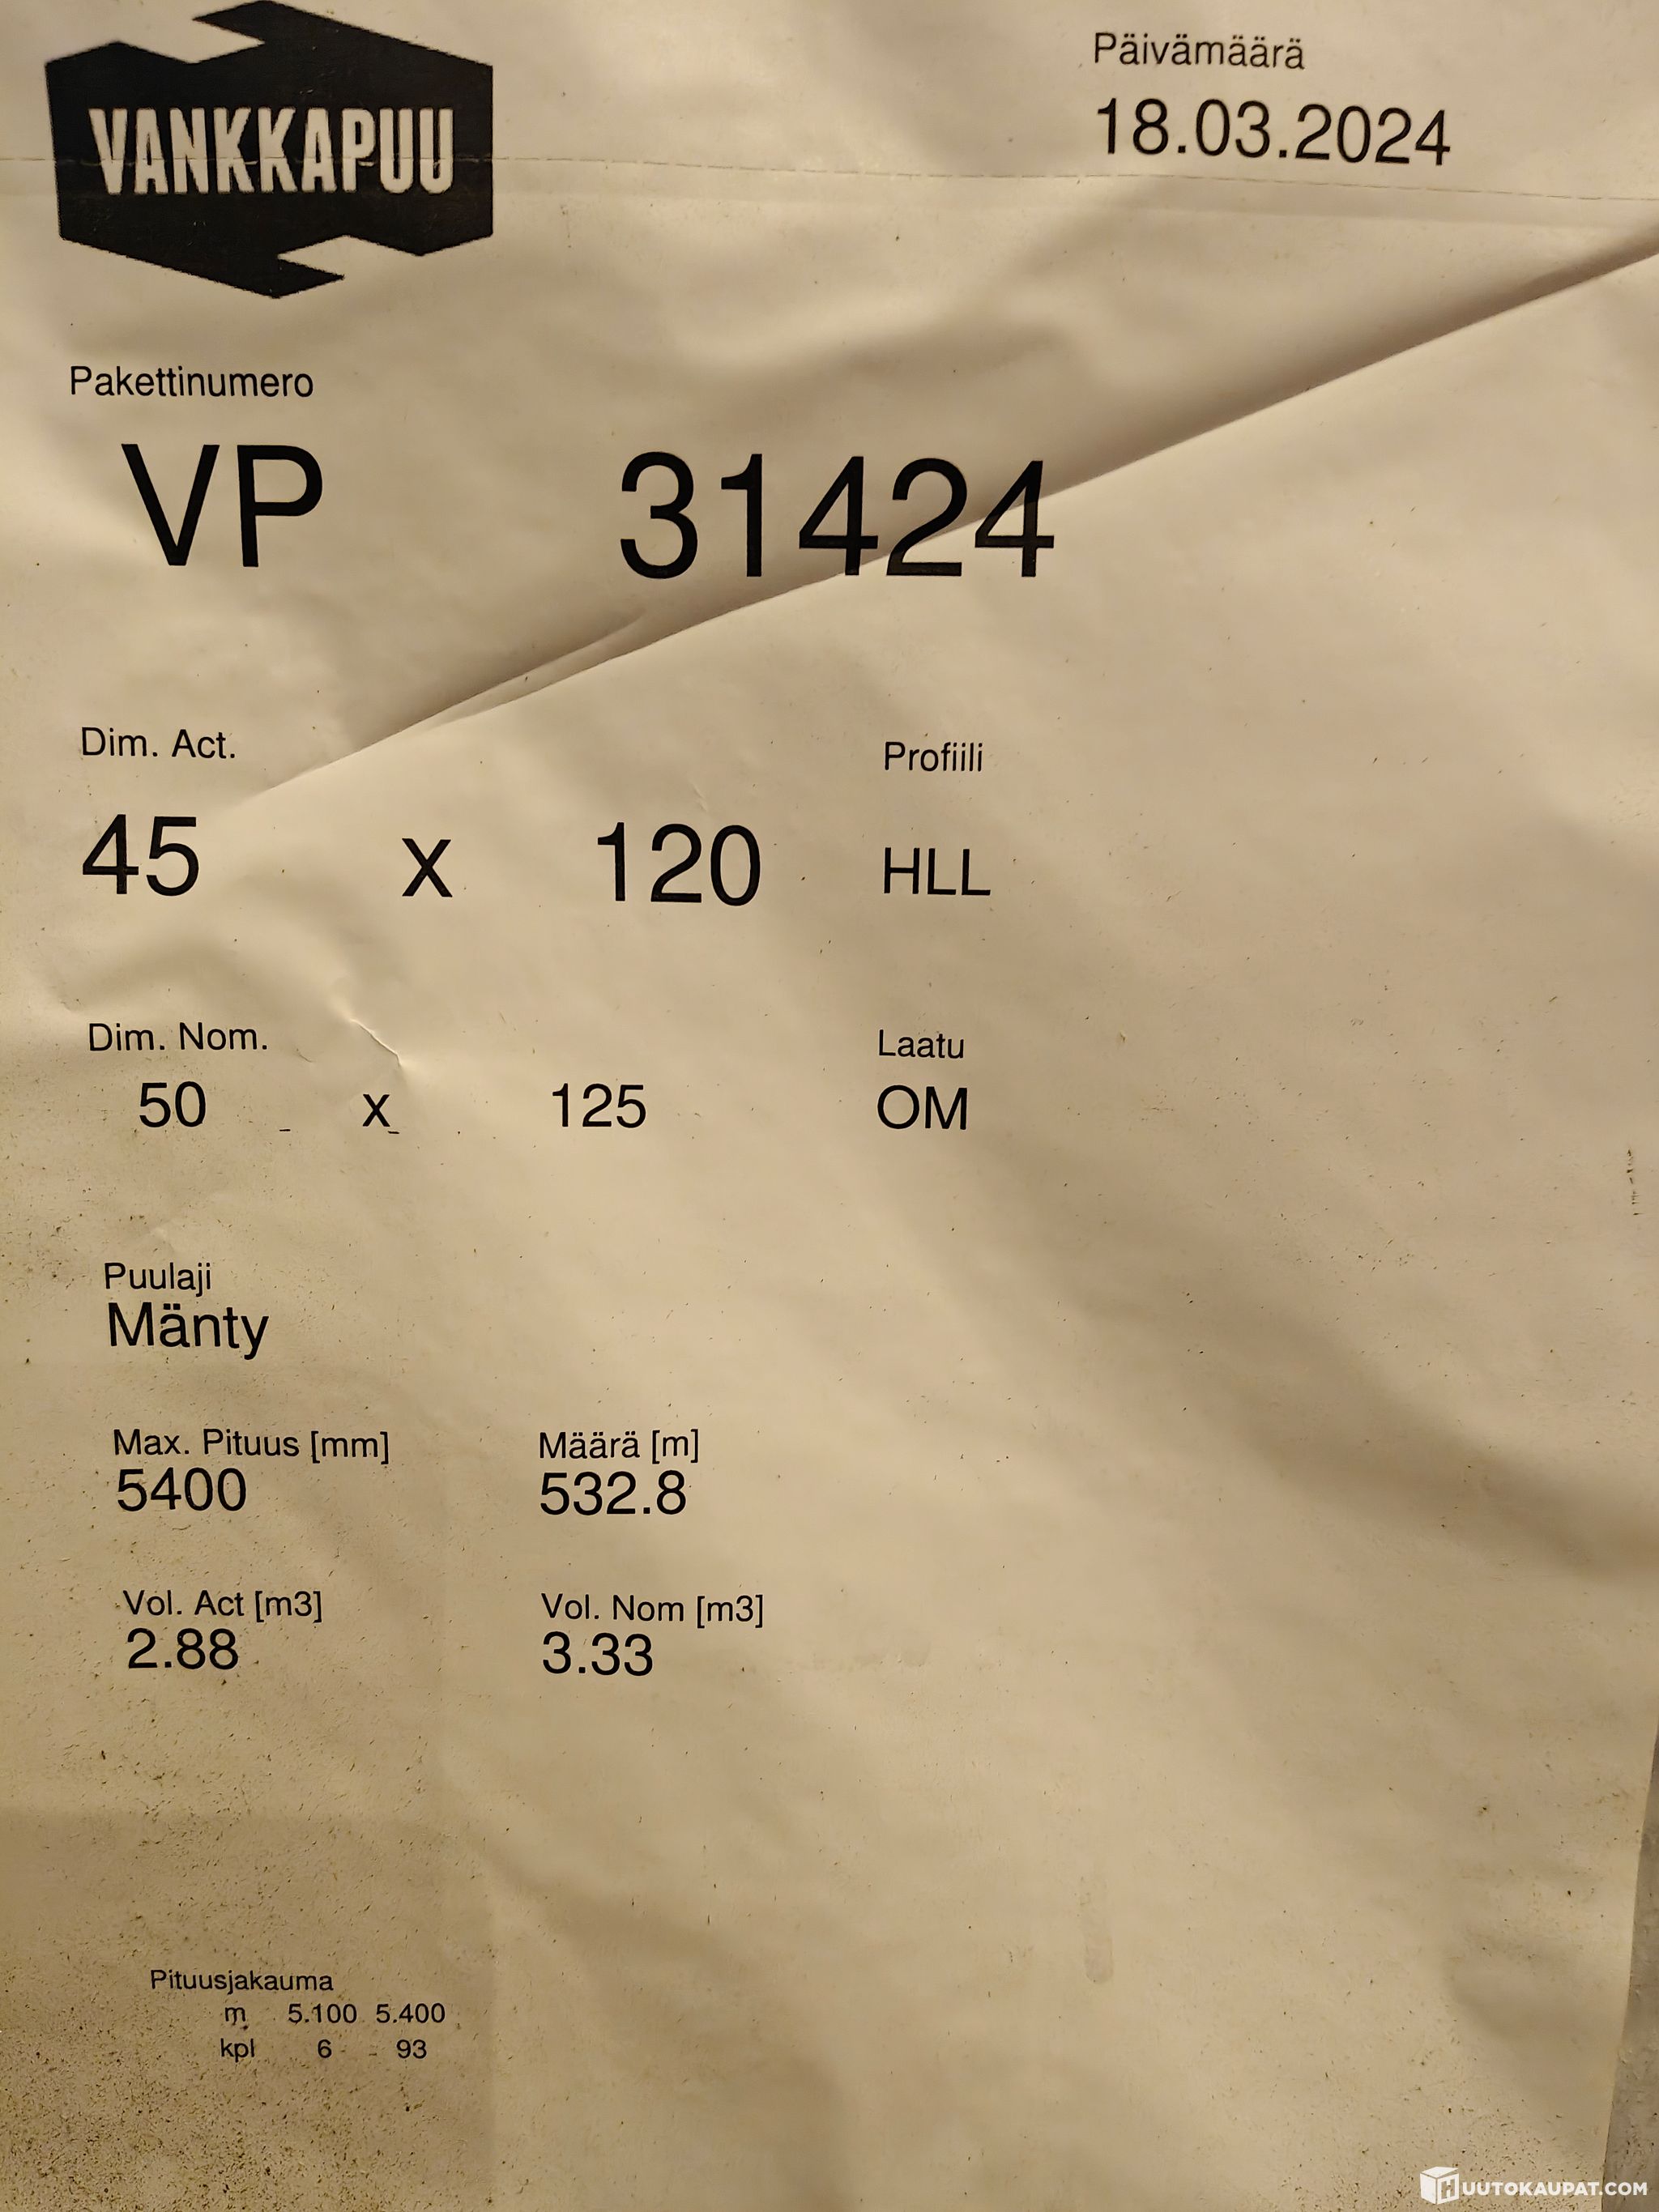 VANKKAPUU
Päivämäärä
18.03.2024
Pakettinumero
VP 31424
Dim. Act. Profiili
45 x 120 HLL
Dim. Nom. Laatu
50 x 125 OM
Puulaji
Mänty
Max. Pituus [mm] Määrä [m]
5400 532.8
Vol. Act [m3] Vol. Nom [m3]
2.88 3.33
Pituusjakauma
m 5.100 5.400
kpl 6 93
HUUTOKAUPAT.COM